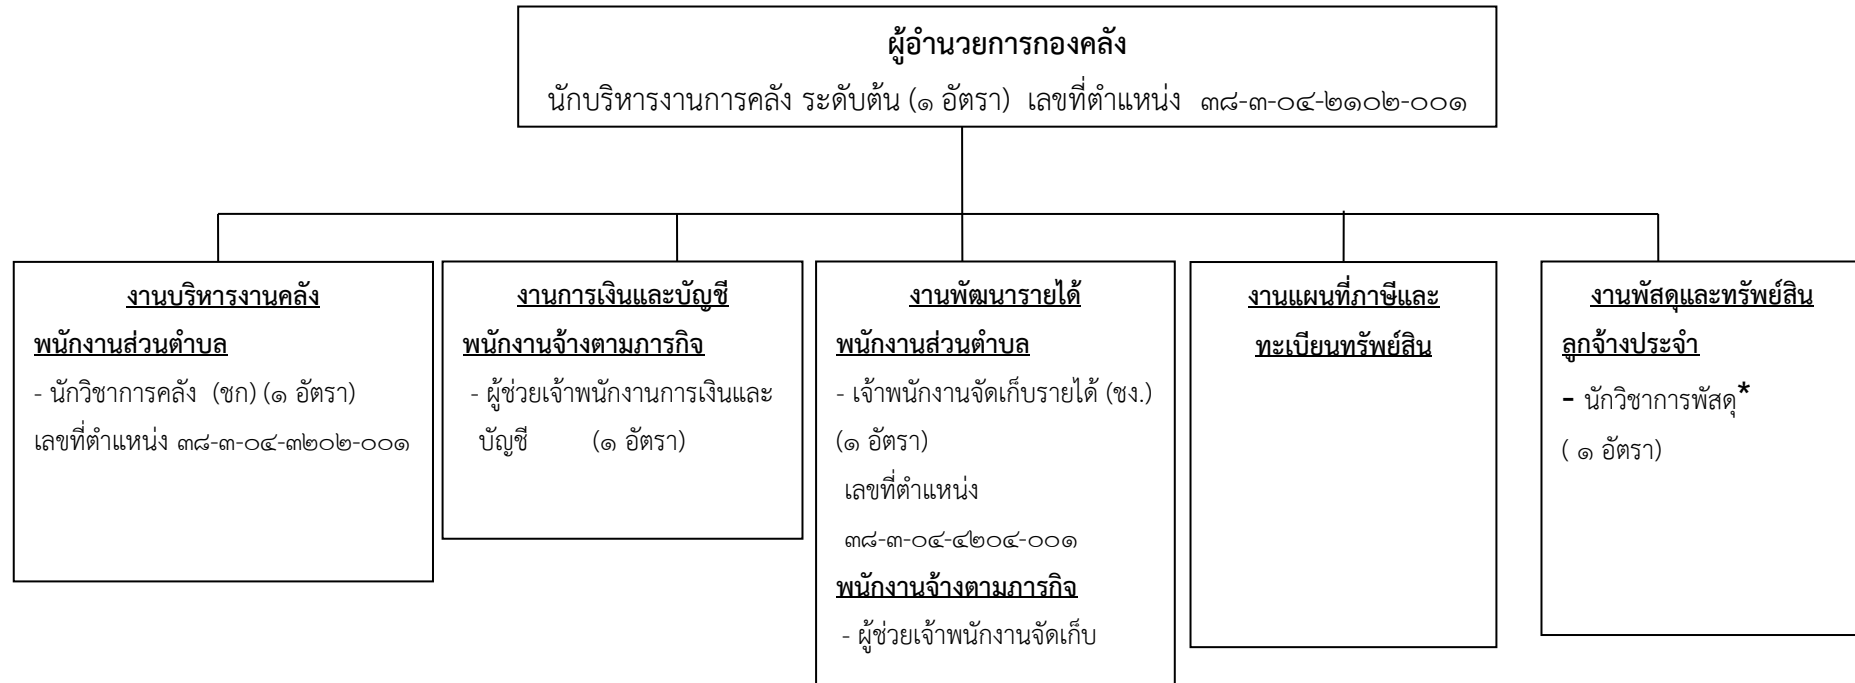 ผู้อำนวยการกองคลัง
นักบริหารงานการคลัง ระดับต้น (๑ อัตรา) เลขที่ตำแหน่ง ๓๘-๓-๐๔-๒๑๐๒-๐๐๑
งานบริหารงานคลัง
พนักงานส่วนตำบล
- นักวิชาการคลัง (ชก) (๑ อัตรา)
เลขที่ตำแหน่ง ๓๘-๓-๐๔-๓๒๐๒-๐๐๑
งานการเงินและบัญชี
พนักงานจ้างตามภารกิจ
- ผู้ช่วยเจ้าพนักงานการเงินและ
บัญชี (๑ อัตรา)
งานพัฒนารายได้
พนักงานส่วนตำบล
- เจ้าพนักงานจัดเก็บรายได้ (ชง.)
(๑ อัตรา)
เลขที่ตำแหน่ง
๓๘-๓-๐๔-๔๒๐๔-๐๐๑
พนักงานจ้างตามภารกิจ
- ผู้ช่วยเจ้าพนักงานจัดเก็บ
งานแผนที่ภาษีและ
ทะเบียนทรัพย์สิน
งานพัสดุและทรัพย์สิน
ลูกจ้างประจำ
- นักวิชาการพัสดุ*
( ๑ อัตรา)